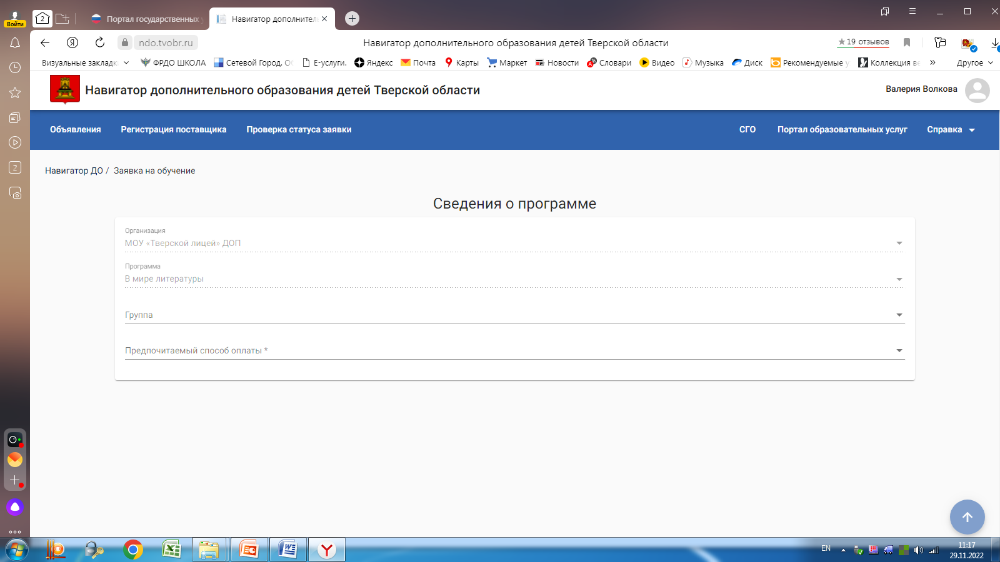 2
Портал государственных
Навигатор дополнител
Войти
ndo.tvobr.ru
Навигатор дополнительного образования детей Тверской области
★19 отзывов
Визуальные закладк
ФРДО ШКОЛА
Сетевой Город. О
Е-услуги.
Яндекс
Почта
Карты
Маркет
Новости
Словари
Видео
Музыка
Диск
Рекомендуемые
Коллекция ве
»
Другое
Навигатор дополнительного образования детей Тверской области
Валерия Волкова
Объявления
Регистрация поставщика
Проверка статуса заявки
СГО
Портал образовательных услуг
Справка
2
Навигатор ДО / Заявка на обучение
Сведения о программе
Организация
МОУ «Тверской лицей» ДОП
Программа
В мире литературы
Группа
Предпочитаемый способ оплаты *
EN
11:17
29.11.2022